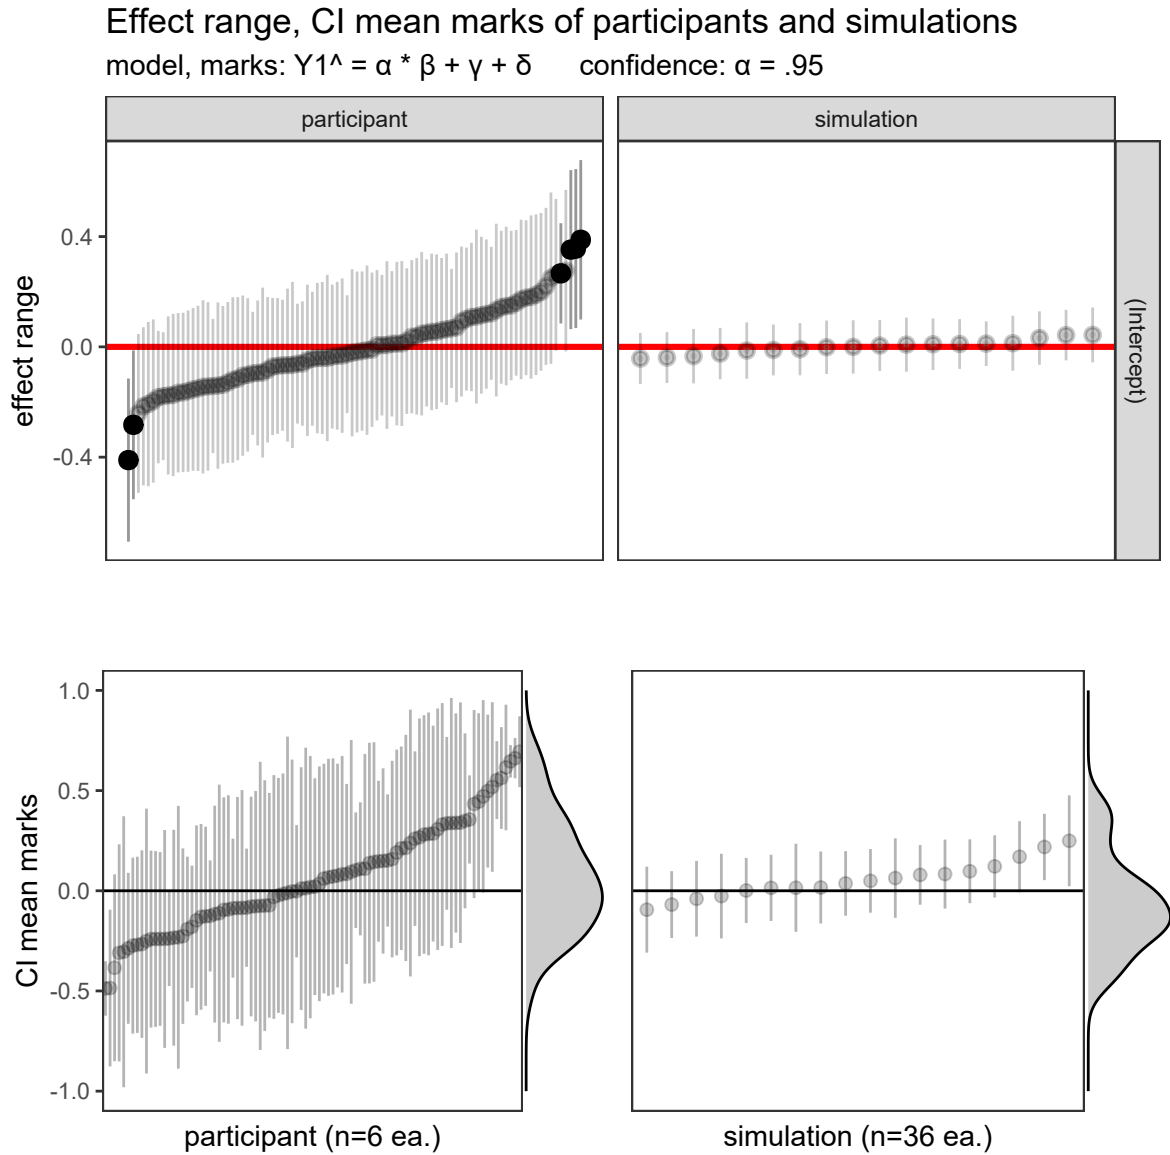 Effect range, CI mean marks of participants and simulations
model, marks: Y1^ = α * β + γ + δ      confidence: α = .95
participant
simulation
effect range
0.4
0.0
-0.4
(Intercept)
CI mean marks
1.0
0.5
0.0
-0.5
-1.0
participant (n=6 ea.)
simulation (n=36 ea.)